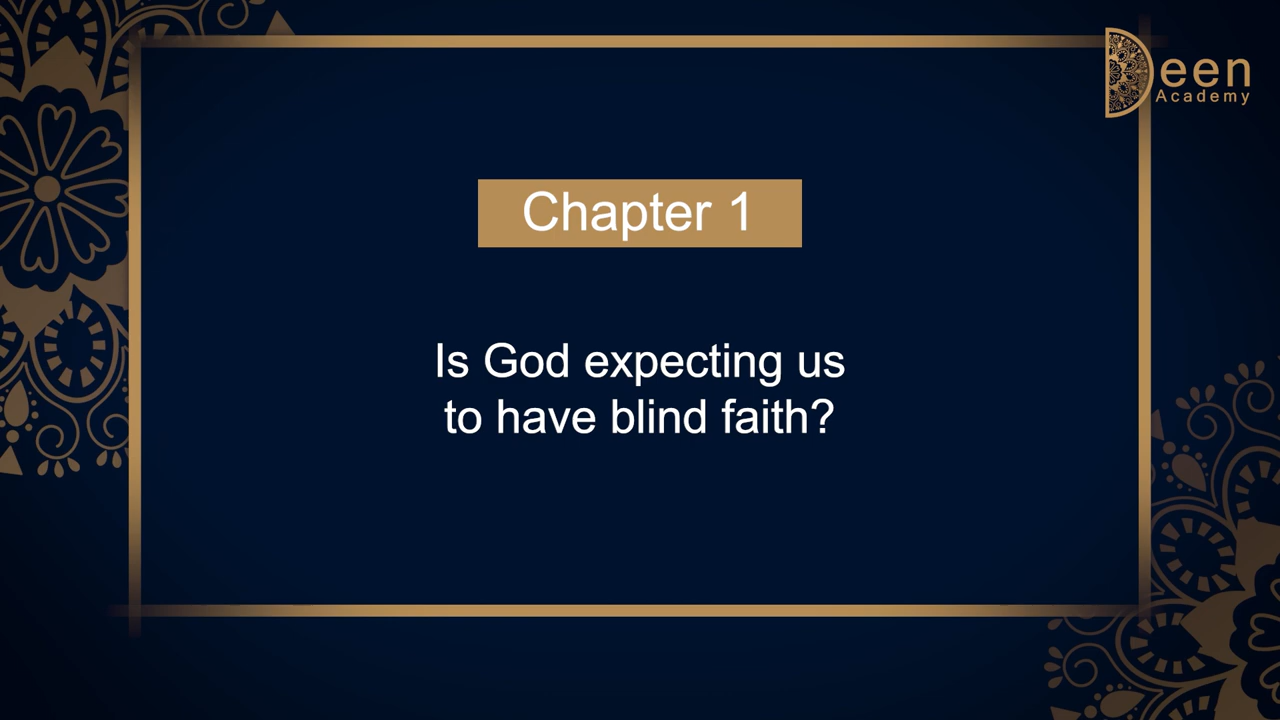 Deen
Academy
Chapter 1
Is God expecting us
to have blind faith?